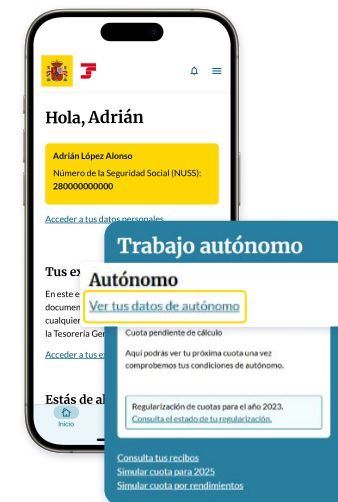 Hola, Adrián
Adrián López Alonso
Número de la Seguridad Social (NUSS):
280000000000
Acceder a tus datos personales
Trabajo autónomo
Autónomo
Ver tus datos de autónomo
Cuota pendiente de cálculo
Aquí podrás ver tu próxima cuota una vez
comprobemos tus condiciones de autónomo.
Regularización de cuotas para el año 2023.
Consulta el estado de tu regularización.
Consulta tus recibos
Simular cuota para 2025
Simular cuota por rendimientos
Tus ex
En este e
documen
cualquier
la Tesorería Ge
Acceder a tus e
Estás de al
Inicio